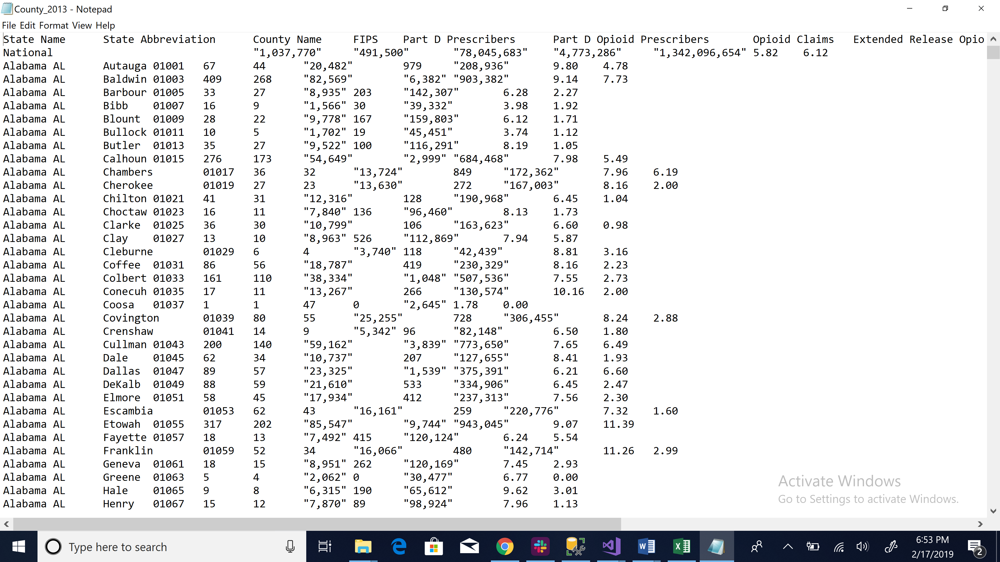 County_2013 - Notepad
File Edit Format View Help
State Name State Abbreviation County Name FIPS Part D Prescribers Part D Opioid Prescribers Opioid Claims Extended Release Opio
National "1,037,770" "491,500" "78,045,683" "4,773,286" "1,342,096,654" 5.82 6.12
Alabama AL Autauga 01001 67 44 "20,482" 979 "208,936" 9.80 4.78
Alabama AL Baldwin 01003 409 268 "82,569" "6,382" "903,382" 9.14 7.73
Alabama AL Barbour 01005 33 27 "8,935" 203 "142,307" 6.28 2.27
Alabama AL Bibb 01007 16 9 "1,566" 30 "39,332" 3.98 1.92
Alabama AL Blount 01009 28 22 "9,778" 167 "159,803" 6.12 1.71
Alabama AL Bullock 01011 10 5 "1,702" 19 "45,451" 3.74 1.12
Alabama AL Butler 01013 35 27 "9,522" 100 "116,291" 8.19 1.05
Alabama AL Calhoun 01015 276 173 "54,649" "2,999" "684,468" 7.98 5.49
Alabama AL Chambers 01017 36 32 "13,724" 849 "172,362" 7.96 6.19
Alabama AL Cherokee 01019 27 23 "13,630" 272 "167,003" 8.16 2.00
Alabama AL Chilton 01021 41 31 "12,316" 128 "190,968" 6.45 1.04
Alabama AL Choctaw 01023 16 11 "7,840" 136 "96,460" 8.13 1.73
Alabama AL Clarke 01025 36 30 "10,799" 106 "163,623" 6.60 0.98
Alabama AL Clay 01027 13 10 "8,963" 526 "112,869" 7.94 5.87
Alabama AL Cleburne 01029 6 4 "3,740" 118 "42,439" 8.81 3.16
Alabama AL Coffee 01031 86 56 "18,787" 419 "230,329" 8.16 2.23
Alabama AL Colbert 01033 161 110 "38,334" "1,048" "507,536" 7.55 2.73
Alabama AL Conecuh 01035 17 11 "13,267" 266 "130,574" 10.16 2.00
Alabama AL Coosa 01037 1 1 47 0 "2,645" 1.78 0.00
Alabama AL Covington 01039 80 55 "25,255" 728 "306,455" 8.24 2.88
Alabama AL Crenshaw 01041 14 9 "5,342" 96 "82,148" 6.50 1.80
Alabama AL Cullman 01043 200 140 "59,162" "3,839" "773,650" 7.65 6.49
Alabama AL Dale 01045 62 34 "10,737" 207 "127,655" 8.41 1.93
Alabama AL Dallas 01047 89 57 "23,325" "1,539" "375,391" 6.21 6.60
Alabama AL DeKalb 01049 88 59 "21,610" 533 "334,906" 6.45 2.47
Alabama AL Elmore 01051 58 45 "17,934" 412 "237,313" 7.56 2.30
Alabama AL Escambia 01053 62 43 "16,161" 259 "220,776" 7.32 1.60
Alabama AL Etowah 01055 317 202 "85,547" "9,744" "943,045" 9.07 11.39
Alabama AL Fayette 01057 18 13 "7,492" 415 "120,124" 6.24 5.54
Alabama AL Franklin 01059 52 34 "16,066" 480 "142,714" 11.26 2.99
Alabama AL Geneva 01061 18 15 "8,951" 262 "120,169" 7.45 2.93
Alabama AL Greene 01063 5 4 "2,062" 0 "30,477" 6.77 0.00
Alabama AL Hale 01065 9 8 "6,315" 190 "65,612" 9.62 3.01
Alabama AL Henry 01067 15 12 "7,870" 89 "98,924" 7.96 1.13
Activate Windows
Go to Settings to activate Windows.
Type here to search
6:53 PM
2/17/2019
2